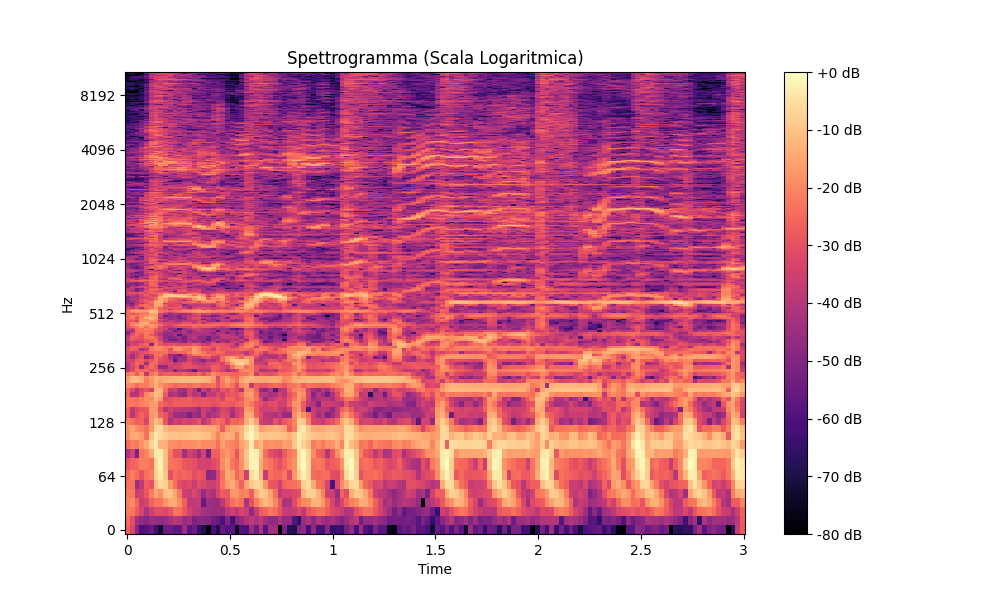 Spettrogramma (Scala Logaritmica)
8192
4096
2048
1024
512
256
128
64
0
Hz
0
0.5
1
1.5
2
2.5
3
Time
+0 dB
-10 dB
-20 dB
-30 dB
-40 dB
-50 dB
-60 dB
-70 dB
-80 dB